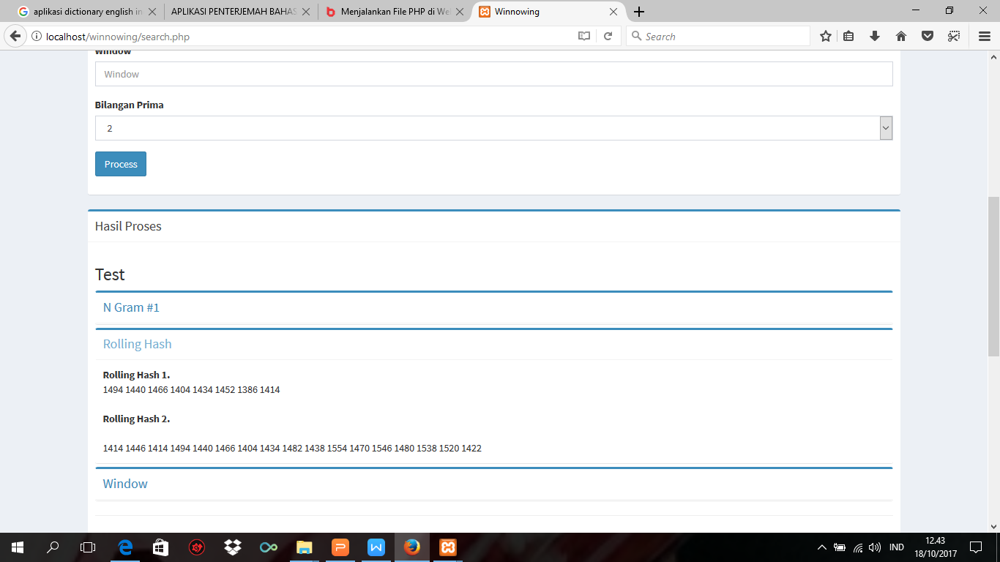 aplikasi dictionary english in
APLIKASI PENTERJEMAH BAHAS
Menjalankan File PHP di We
Winnowing
localhost/winnowing/search.php
Search
Window
Window
Bilangan Prima
2
Process
Hasil Proses
Test
N Gram #1
Rolling Hash
Rolling Hash 1.
1494 1440 1466 1404 1434 1452 1386 1414
Rolling Hash 2.
1414 1446 1414 1494 1440 1466 1404 1434 1482 1438 1554 1470 1546 1480 1538 1520 1422
Window
IND
12.43
18/10/2017